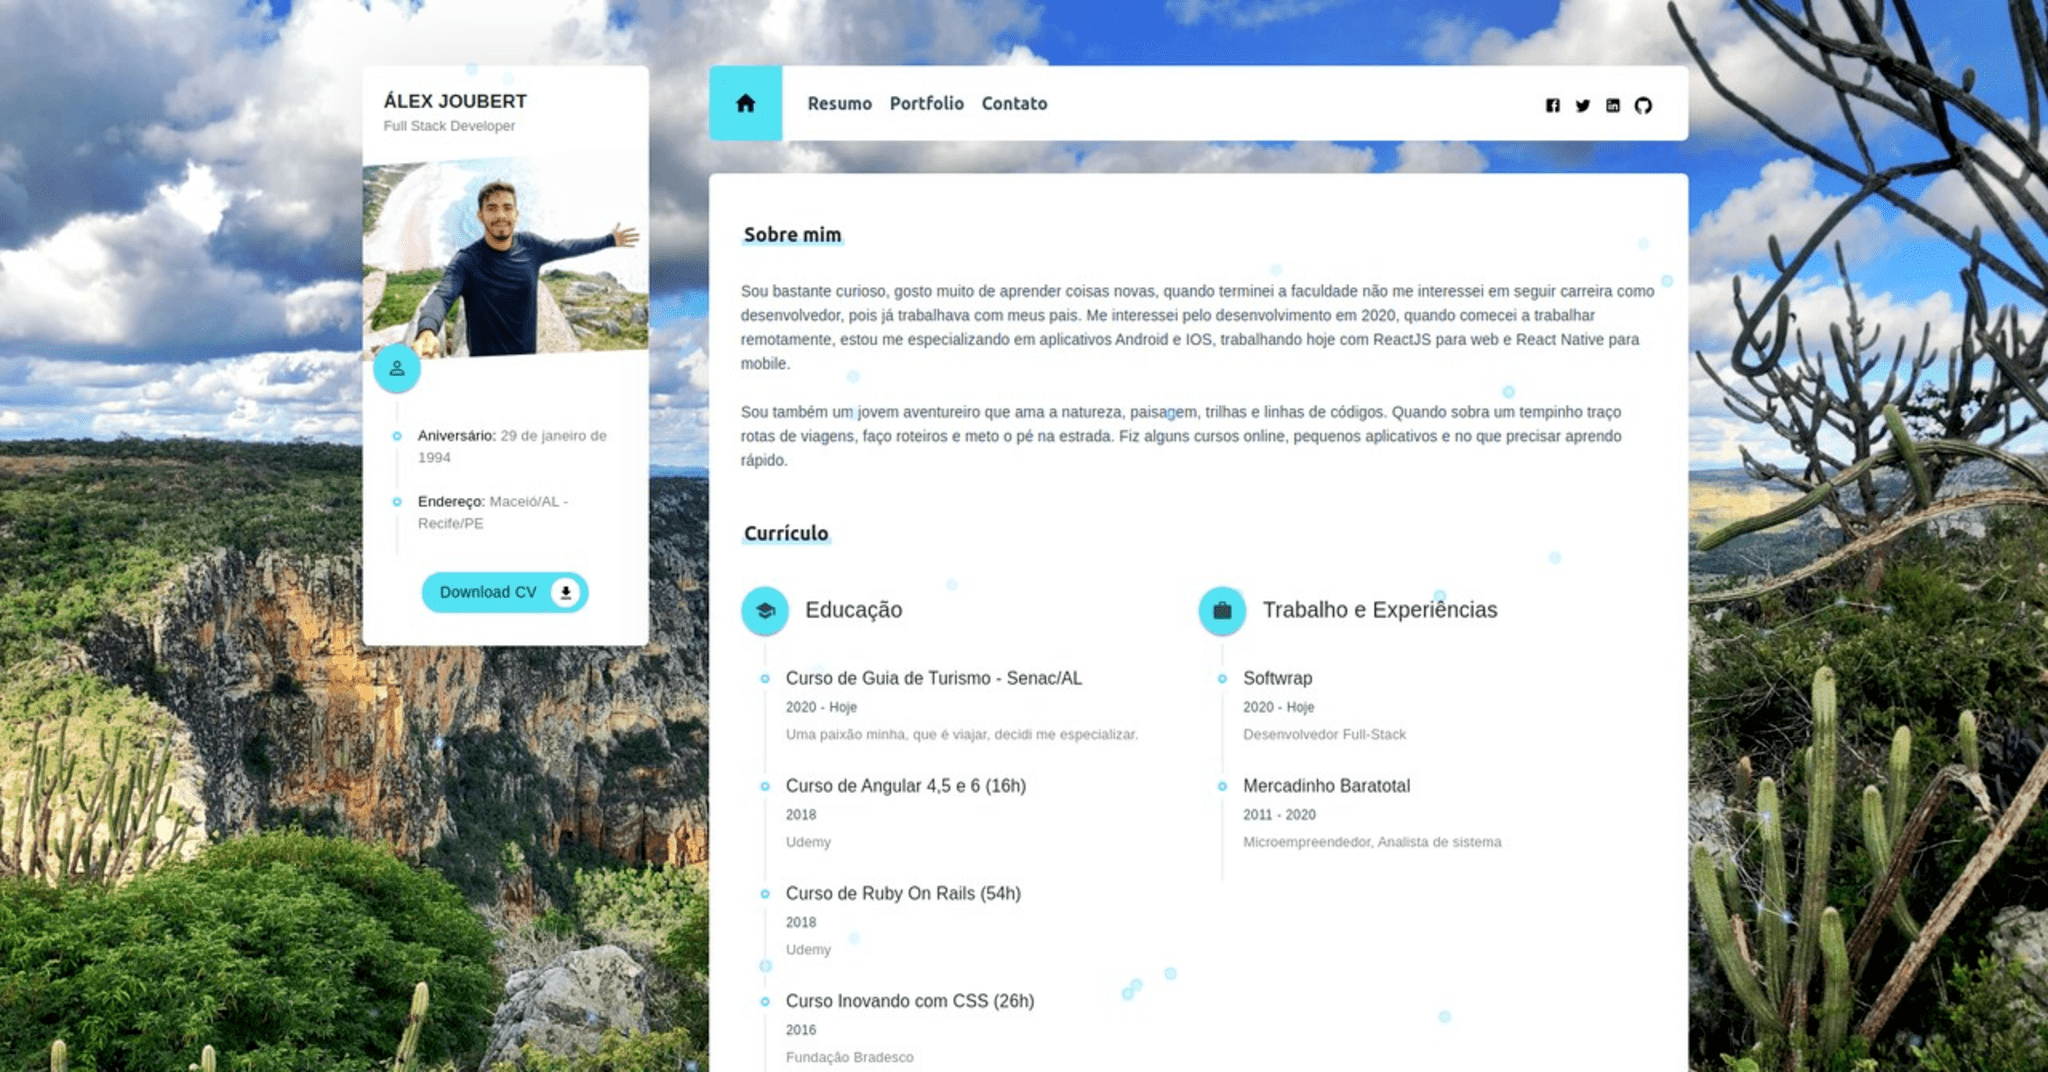 ÁLEX JOUBERT
Full Stack Developer
Aniversário: 29 de janeiro de
1994
Endereço: Maceió/AL -
Recife/PE
Download CV
Resumo Portfolio Contato
Sobre mim
Sou bastante curioso, gosto muito de aprender coisas novas, quando terminei a faculdade não me interessei em seguir carreira como
desenvolvedor, pois já trabalhava com meus pais. Me interessei pelo desenvolvimento em 2020, quando comecei a trabalhar
remotamente, estou me especializando em aplicativos Android e IOS, trabalhando hoje com ReactJS para web e React Native para
mobile.
Sou também um jovem aventureiro que ama a natureza, paisagem, trilhas e linhas de códigos. Quando sobra um tempinho traço
rotas de viagens, faço roteiros e meto o pé na estrada. Fiz alguns cursos online, pequenos aplicativos e no que precisar aprendo
rápido.
Currículo
Educação
Curso de Guia de Turismo - Senac/AL
2020 - Hoje
Uma paixão minha, que é viajar, decidi me especializar.
Curso de Angular 4,5 e 6 (16h)
2018
Udemy
Curso de Ruby On Rails (54h)
2018
Udemy
Curso Inovando com CSS (26h)
2016
Fundação Bradesco
Trabalho e Experiências
Softwrap
2020 - Hoje
Desenvolvedor Full-Stack
Mercadinho Baratotal
2011 - 2020
Microempreendedor, Analista de sistema